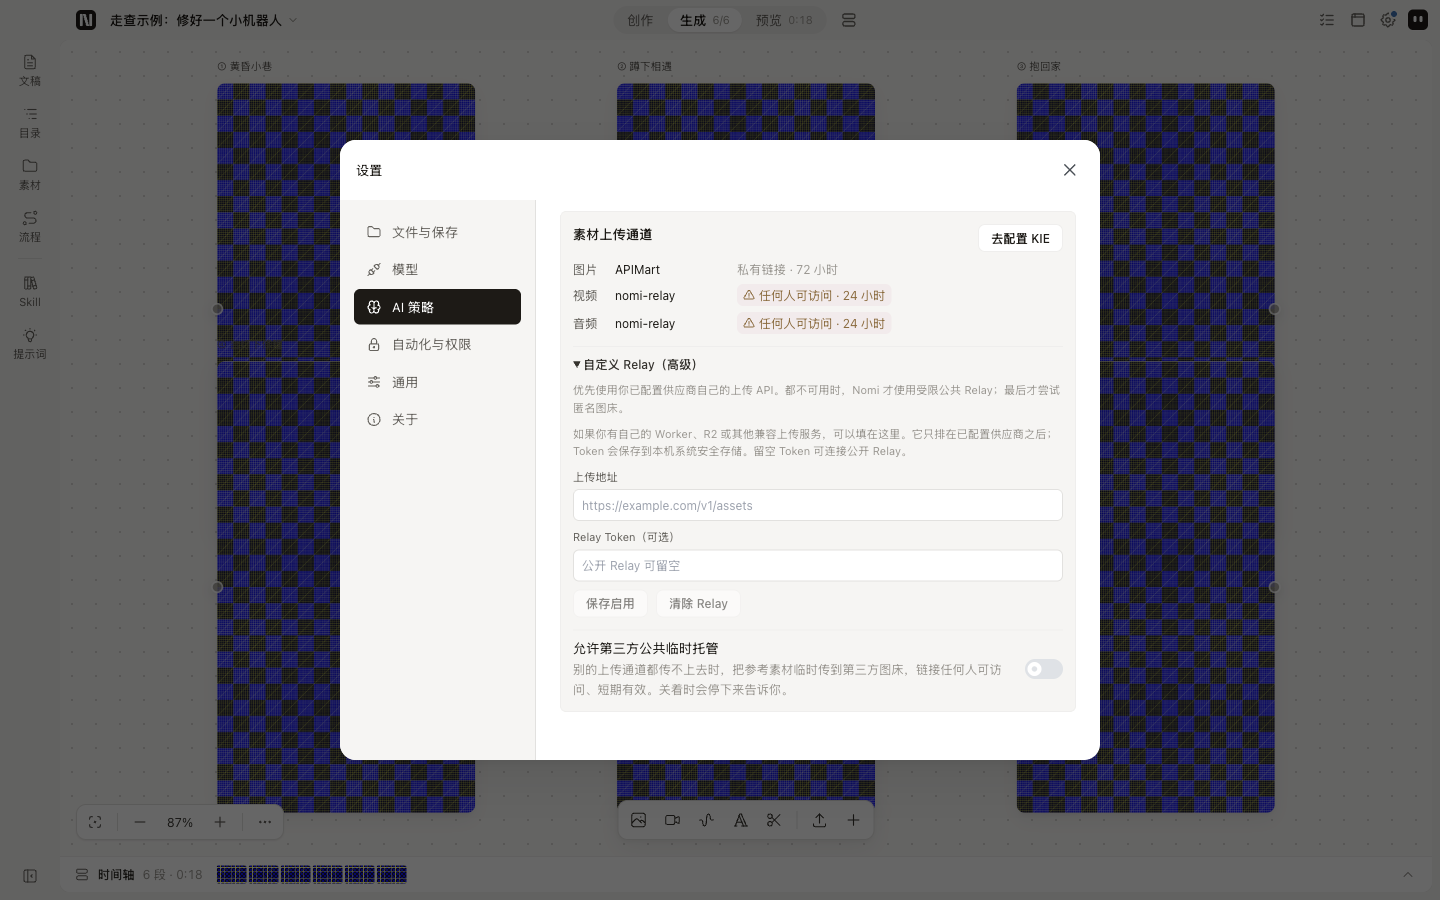 走查示例：修好一个小机器人
创作
生成 6/6
预览 0:18
文稿
目录
素材
流程
Skill
提示词
① 黄昏小巷
② 蹲下相遇
③ 抱回家
设置
文件与保存
模型
AI 策略
自动化与权限
通用
关于
素材上传通道
去配置 KIE
图片 APIMart 私有链接 · 72 小时
视频 nomi-relay 任何人可访问 · 24 小时
音频 nomi-relay 任何人可访问 · 24 小时
▼自定义 Relay（高级）
优先使用你已配置供应商自己的上传 API。都不可用时，Nomi 才使用受限公共 Relay；最后才尝试
匿名图床。
如果你有自己的 Worker、R2 或其他兼容上传服务，可以填在这里。它只排在已配置供应商之后；
Token 会保存到本机系统安全存储。留空 Token 可连接公开 Relay。
上传地址
https://example.com/v1/assets
Relay Token（可选）
公开 Relay 可留空
保存启用
清除 Relay
允许第三方公共临时托管
别的上传通道都传不上去时，把参考素材临时传到第三方图床，链接任何人可访
问、短期有效。关着时会停下来告诉你。
87%
时间轴 6 段 · 0:18